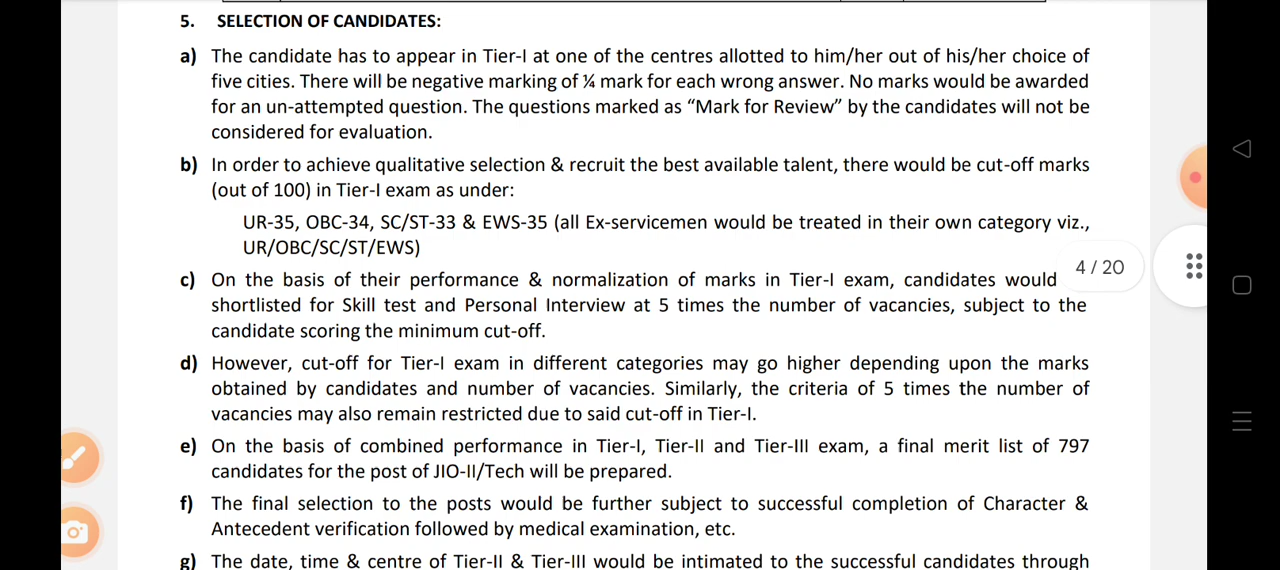 5. SELECTION OF CANDIDATES:
a) The candidate has to appear in Tier-I at one of the centres allotted to him/her out of his/her choice of
five cities. There will be negative marking of ¼ mark for each wrong answer. No marks would be awarded
for an un-attempted question. The questions marked as “Mark for Review” by the candidates will not be
considered for evaluation.
b) In order to achieve qualitative selection & recruit the best available talent, there would be cut-off marks
(out of 100) in Tier-I exam as under:
UR-35, OBC-34, SC/ST-33 & EWS-35 (all Ex-servicemen would be treated in their own category viz.,
UR/OBC/SC/ST/EWS)
4 / 20
c) On the basis of their performance & normalization of marks in Tier-I exam, candidates would
shortlisted for Skill test and Personal Interview at 5 times the number of vacancies, subject to the
candidate scoring the minimum cut-off.
d) However, cut-off for Tier-I exam in different categories may go higher depending upon the marks
obtained by candidates and number of vacancies. Similarly, the criteria of 5 times the number of
vacancies may also remain restricted due to said cut-off in Tier-I.
e) On the basis of combined performance in Tier-I, Tier-II and Tier-III exam, a final merit list of 797
candidates for the post of JIO-II/Tech will be prepared.
f) The final selection to the posts would be further subject to successful completion of Character &
Antecedent verification followed by medical examination, etc.
g) The date, time & centre of Tier-II & Tier-III would be intimated to the successful candidates through